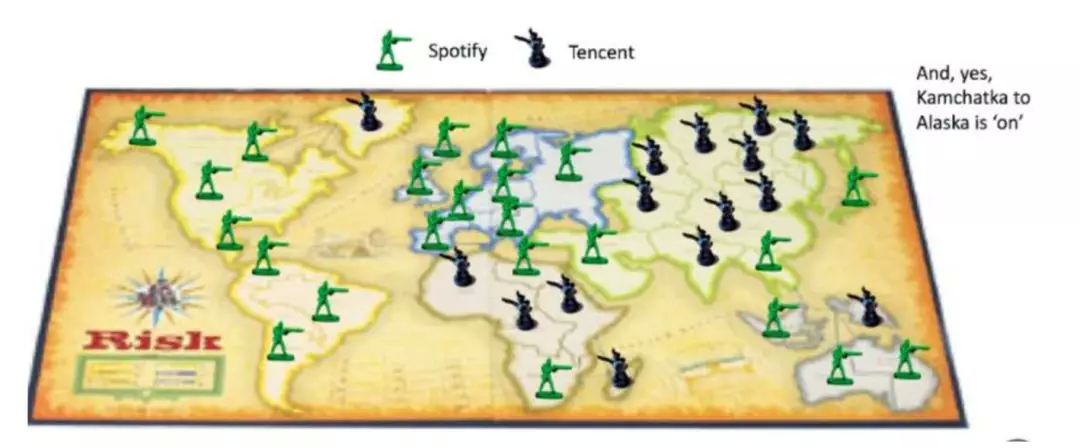 Spotify
Tencent
And, yes,
Kamchatka to
Alaska is ‘on’
Risk